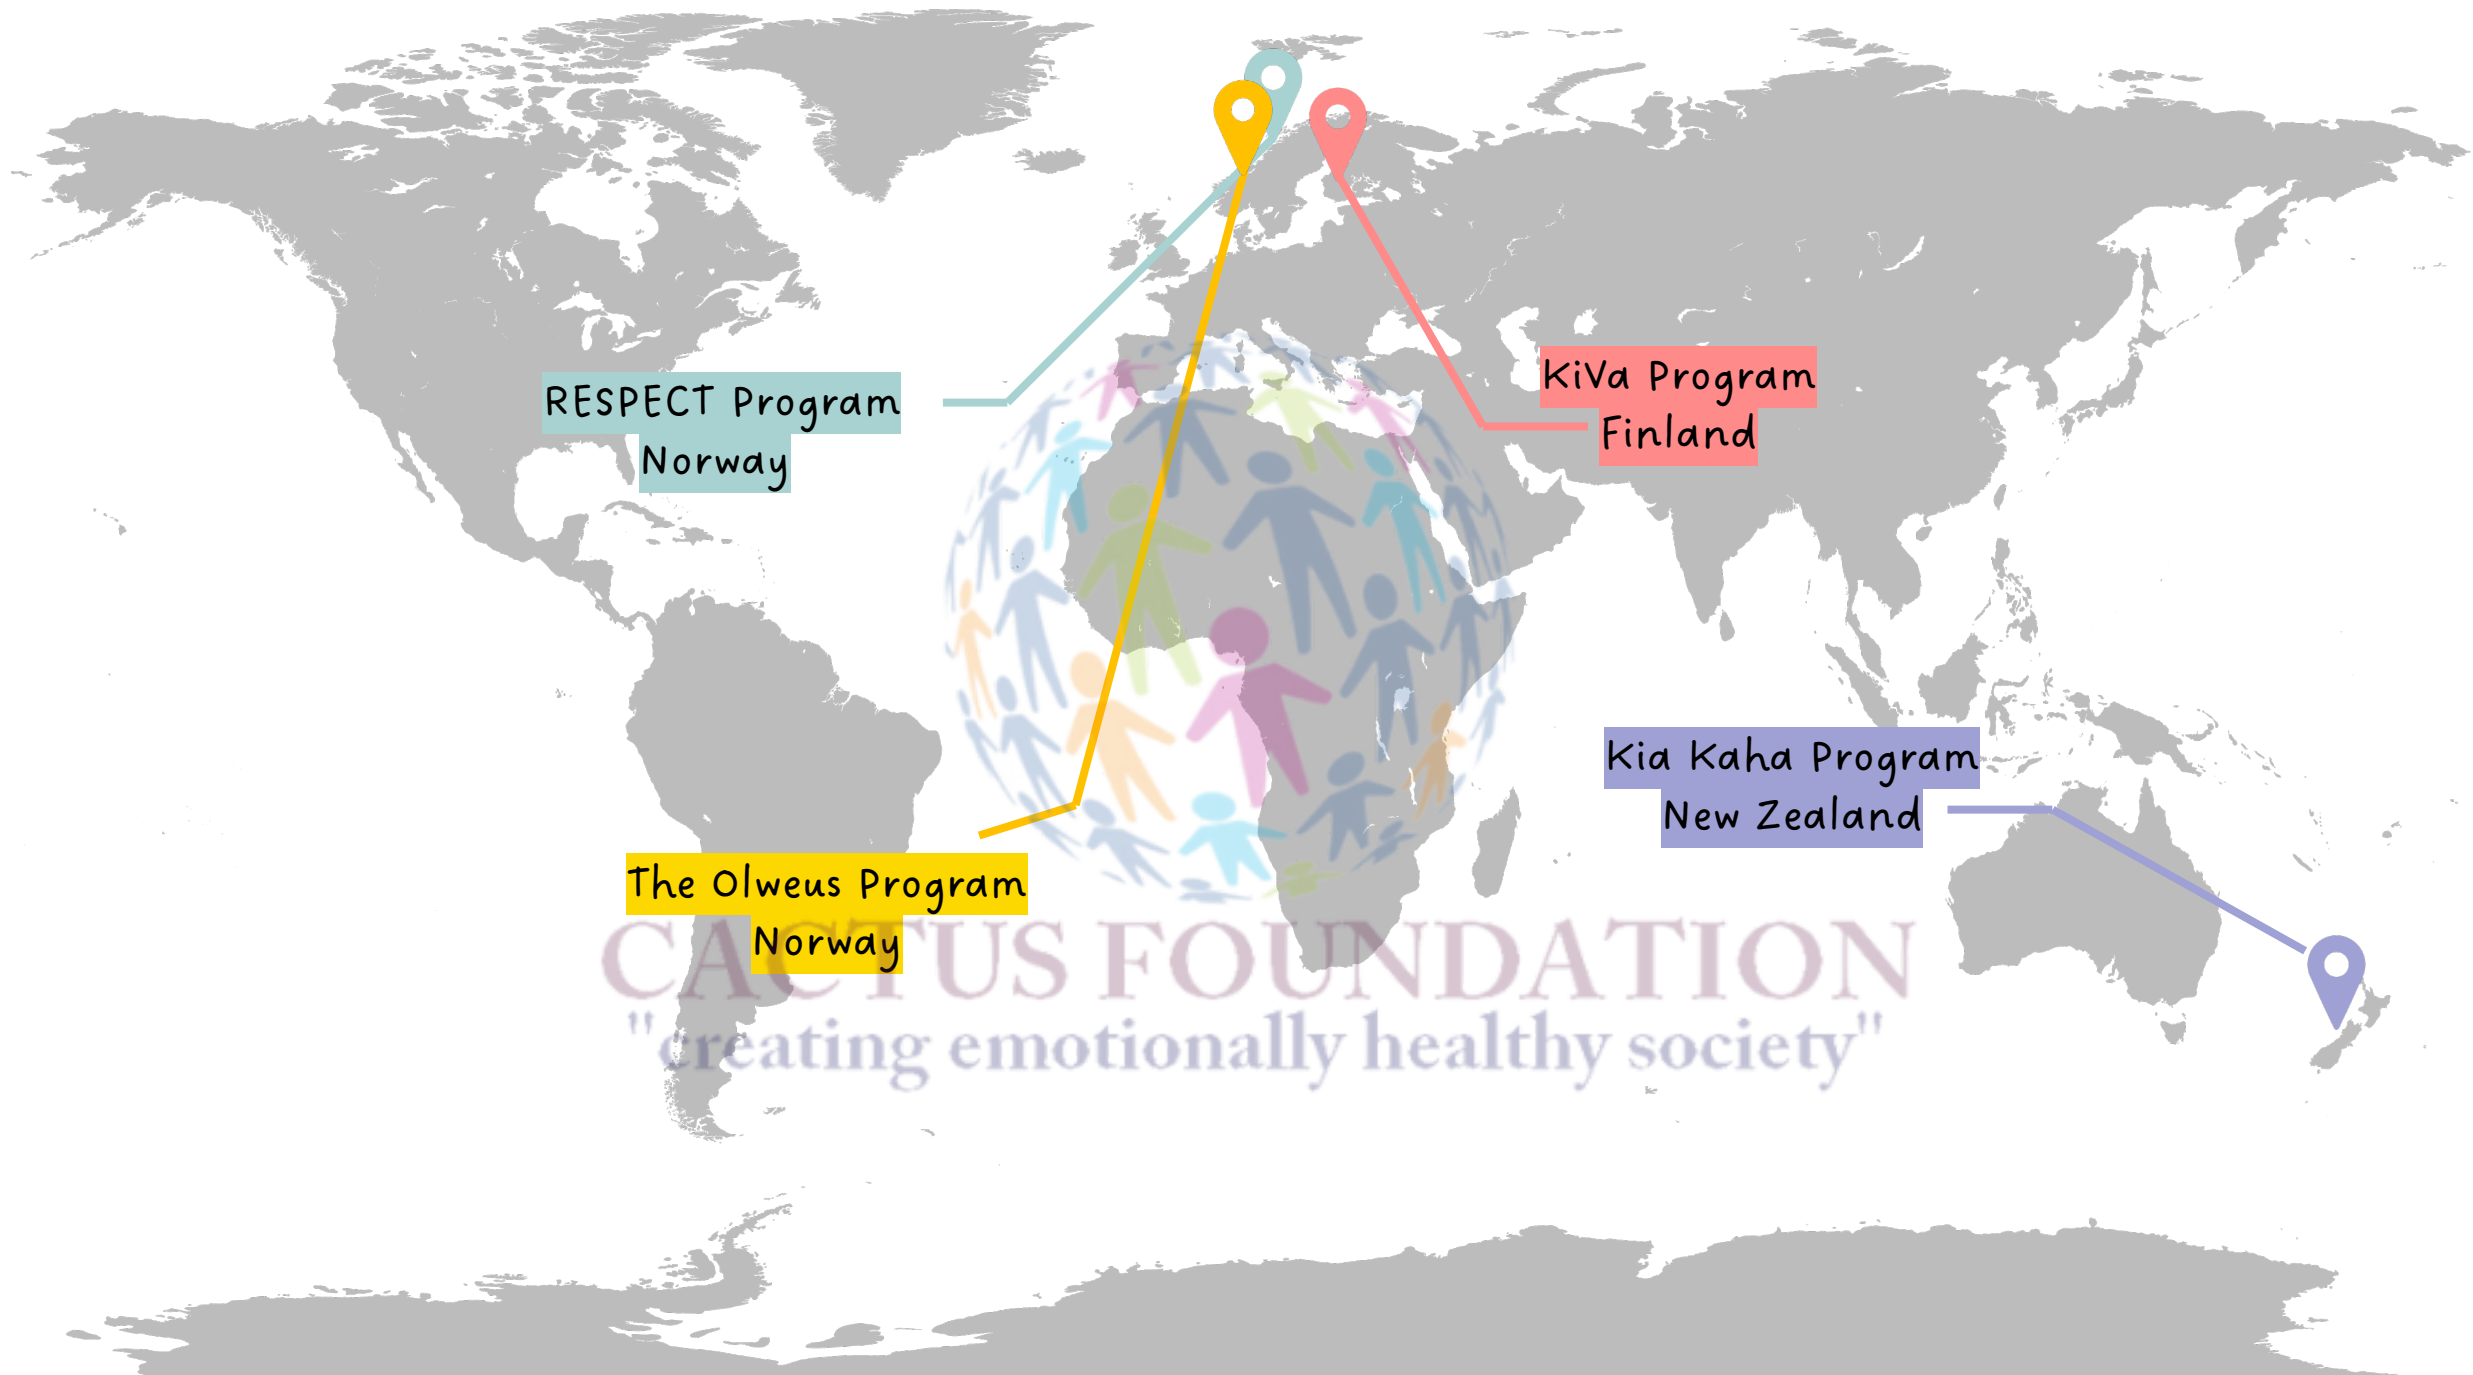 RESPECT Program
Norway
KiVa Program
Finland
Kia Kaha Program
New Zealand
The Olweus Program
Norway
CACTUS FOUNDATION
"creating emotionally healthy society"